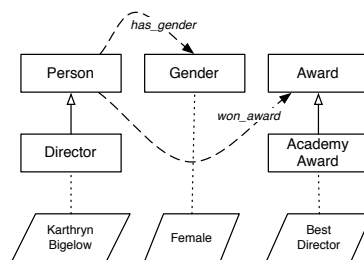 has_gender
Person
Gender
Award
won_award
Director
Academy
Award
Karthryn
Bigelow
Female
Best
Director